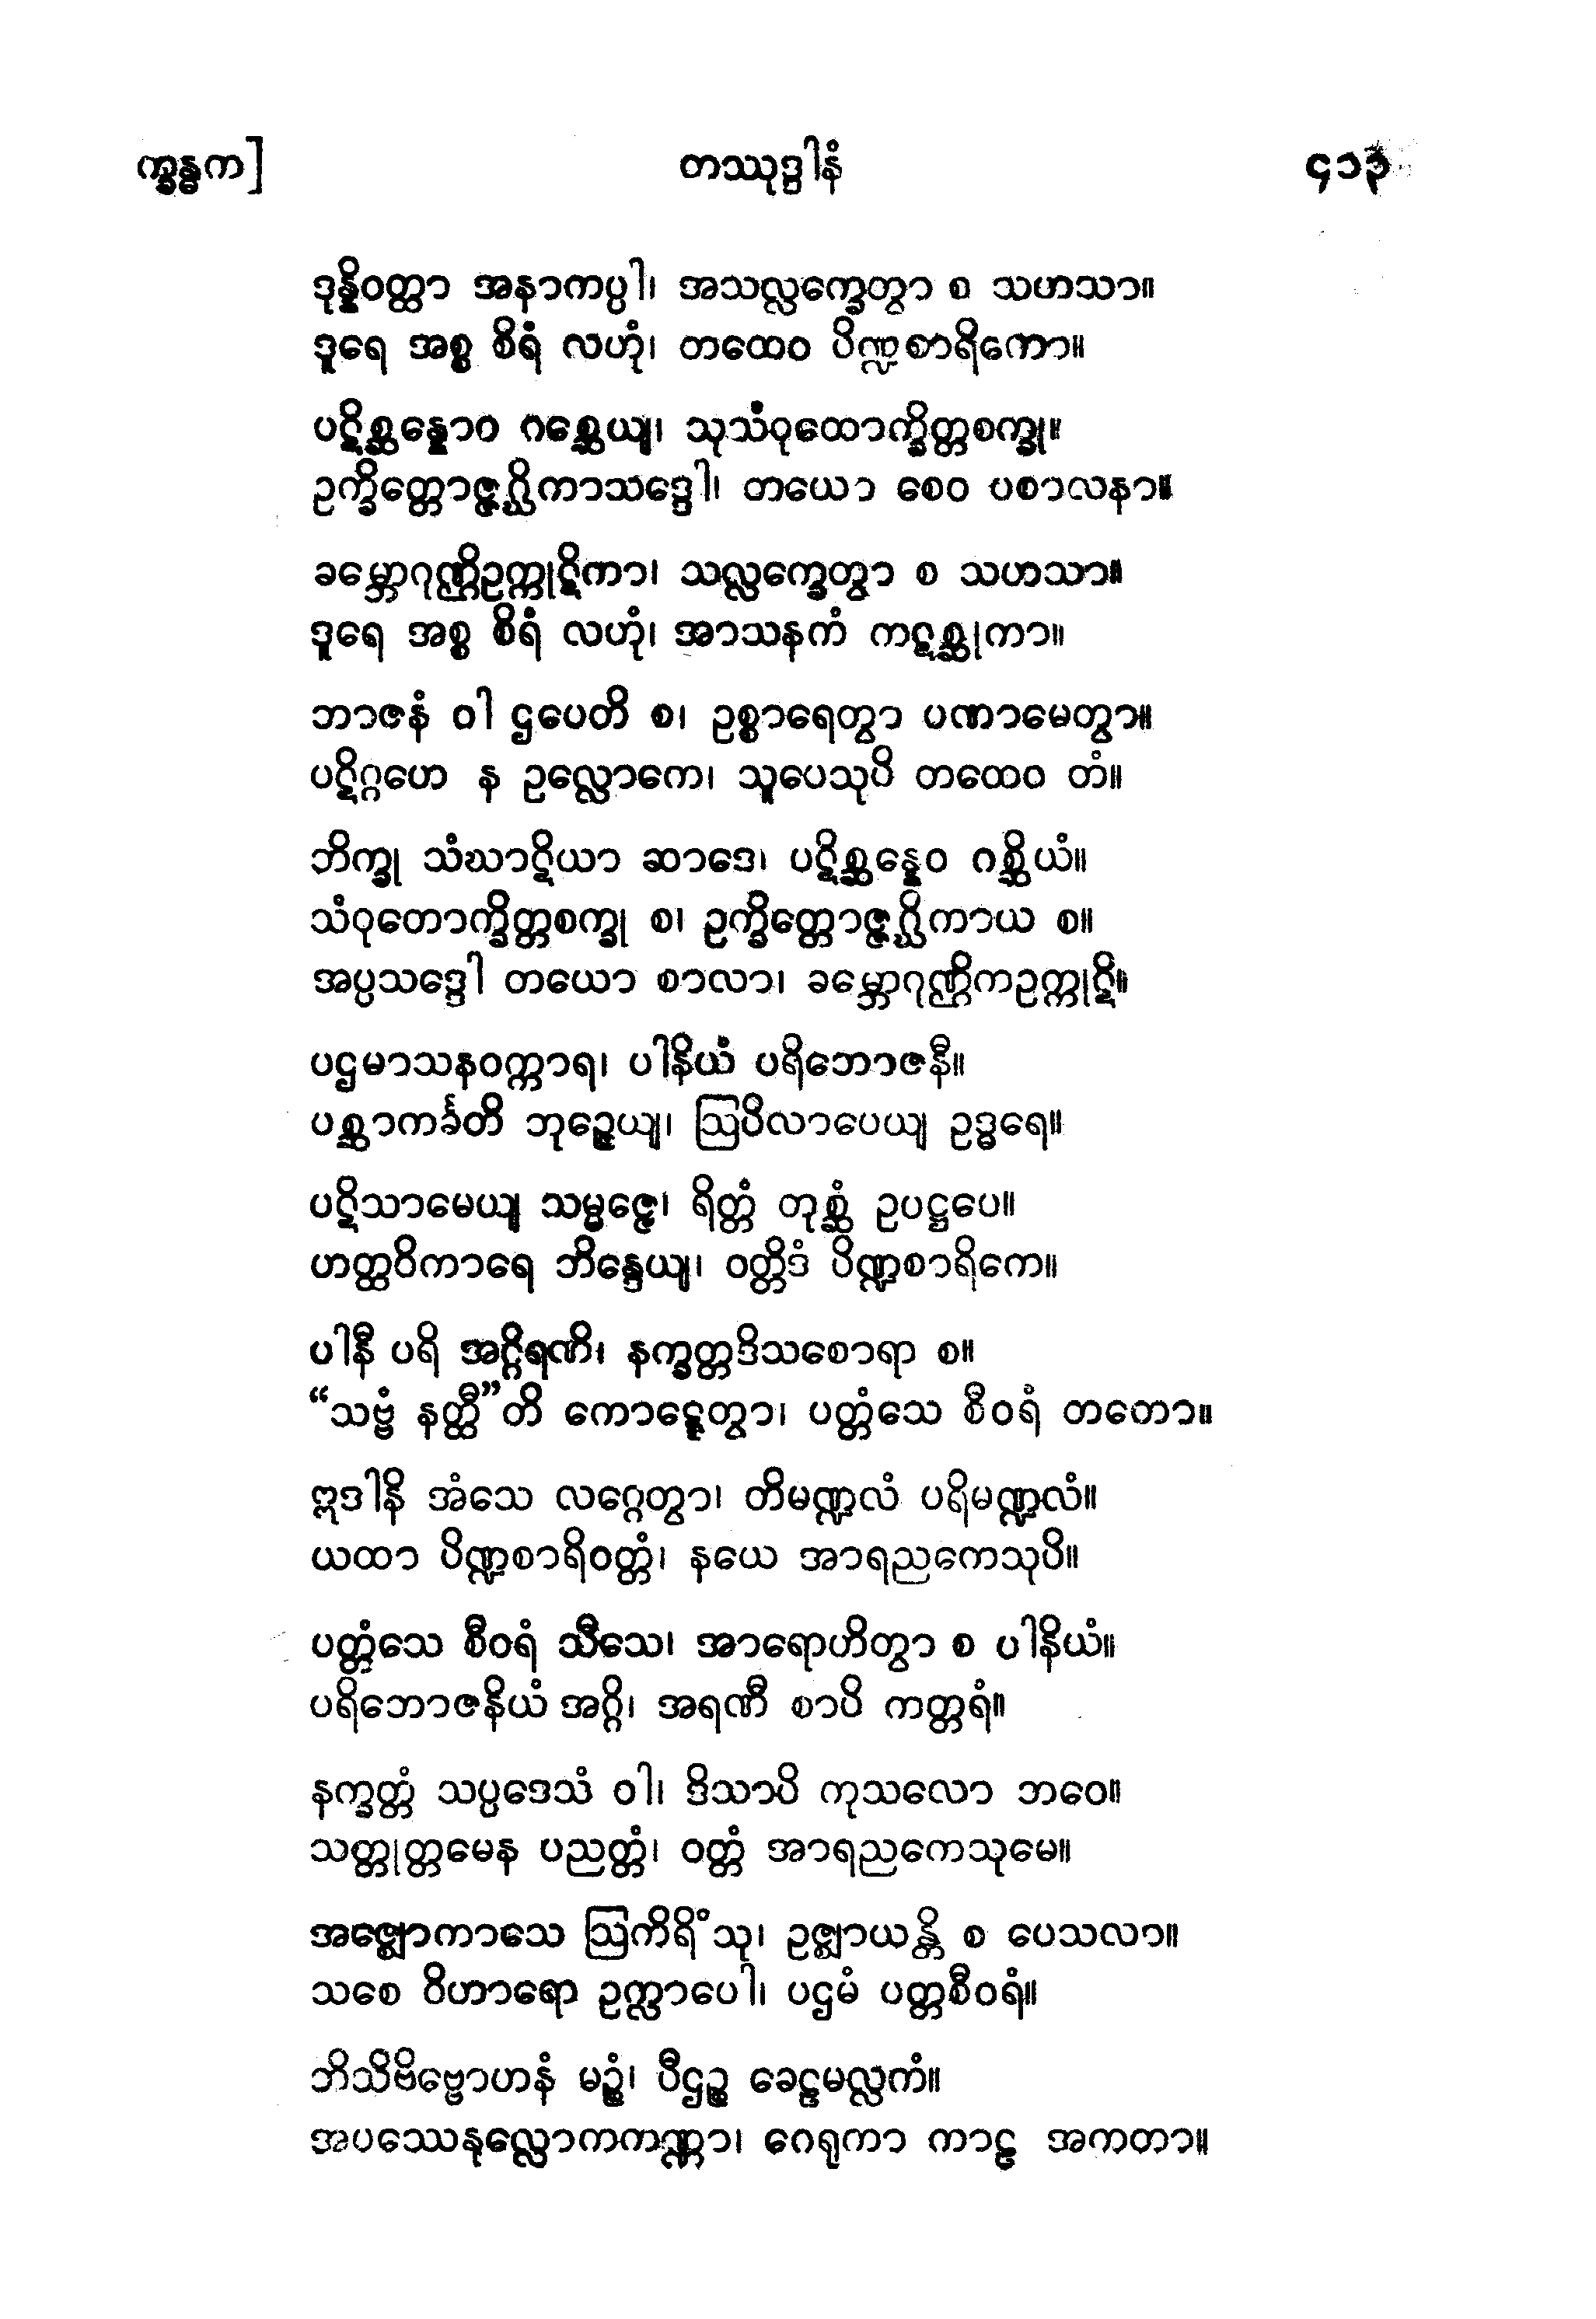 က္ခန္ဓက] တဿုဒ္ဒါနံ ၄၁၃
ဒုန္နိဝတ္ထာ အနာကပ္ပါ၊ အသလ္လက္ခေတွာ စ သဟသာ။
ဒူရေ အစ္စ စိရံ လဟုံ၊ တထေဝ ပိဏ္ဍစာရိကော။
ပဋိစ္ဆန္နောဝ ဂစ္ဆေယျ၊ သုသံဝုထောက္ခိတ္တစက္ခု။
ဥက္ခိတ္တောဇ္ဇဂ္ဃိကာသဒ္ဒေါ၊ တယော စေဝ ပစာလနာ။
ခမ္ဘောဂုဏ္ဌိဥက္ကုဋိကာ၊ သလ္လက္ခေတွာ စ သဟသာ။
ဒူရေ အစ္စ စိရံ လဟုံ၊ အာသနကံ ကဋစ္ဆုကာ။
ဘာဇနံ ဝါ ဌပေတိ စ၊ ဥစ္စာရေတွာ ပဏာမေတွာ။
ပဋိဂ္ဂဟေ န ဥလ္လောကေ၊ သူပေသုပိ တထေဝ တံ။
ဘိက္ခု သံဃာဋိယာ ဆာဒေ၊ ပဋိစ္ဆန္နေဝ ဂစ္ဆိယံ။
သံဝုတောက္ခိတ္တစက္ခု စ၊ ဥက္ခိတ္တောဇ္ဇဂ္ဃိကာယ စ။
အပ္ပသဒ္ဒေါ တယော စာလာ၊ ခမ္ဘောဂုဏ္ဌိကဥက္ကုဋိ။
ပဌမာသနဝက္ကာရ၊ ပါနိယံ ပရိဘောဇနီ။
ပစ္ဆာကင်္ခတိ ဘုဉ္ဇေယျ၊ ဩပိလာပေယျ ဥဒ္ဓရေ။
ပဋိသာမေယျ သမ္မဇ္ဇေ၊ ရိတ္တံ တုစ္ဆံ ဥပဋ္ဌပေ။
ဟတ္ထဝိကာရေ ဘိန္ဒေယျ၊ ဝတ္တိဒံ ပိဏ္ဍစာရိကေ။
ပါနီ ပရိ အဂ္ဂိရဏိ၊ နက္ခတ္တဒိသစောရာ စ။
“သဗ္ဗံ နတ္ထီ”တိ ကောဋ္ဋေတွာ၊ ပတ္တံသေ စီဝရံ တတော။
ဣဒါနိ အံသေ လဂ္ဂေတွာ၊ တိမဏ္ဍလံ ပရိမဏ္ဍလံ။
ယထာ ပိဏ္ဍစာရိဝတ္တံ၊ နယေ အာရညကေသုပိ။
ပတ္တံသေ စီဝရံ သီသေ၊ အာရောဟိတွာ စ ပါနိယံ။
ပရိဘောဇနိယံ အဂ္ဂိ၊ အရဏီ စာပိ ကတ္တရံ။
နက္ခတ္တံ သပ္ပဒေသံ ဝါ၊ ဒိသာပိ ကုသလော ဘဝေ။
သတ္တုတ္တမေန ပညတ္တံ၊ ဝတ္တံ အာရညကေသုမေ။
အဇ္ဈောကာသေ ဩကိရိံသု၊ ဥဇ္ဈာယန္တိ စ ပေသလာ။
သစေ ဝိဟာရော ဥက္လာပေါ၊ ပဌမံ ပတ္တစီဝရံ။
ဘိသိဗိဗ္ဗောဟနံ မဉ္စံ၊ ပီဌဉ္စ ခေဠမလ္လကံ။
အပဿေနုလ္လောကကဏ္ဏာ၊ ဂေရုကာ ကာဠ အကတာ။